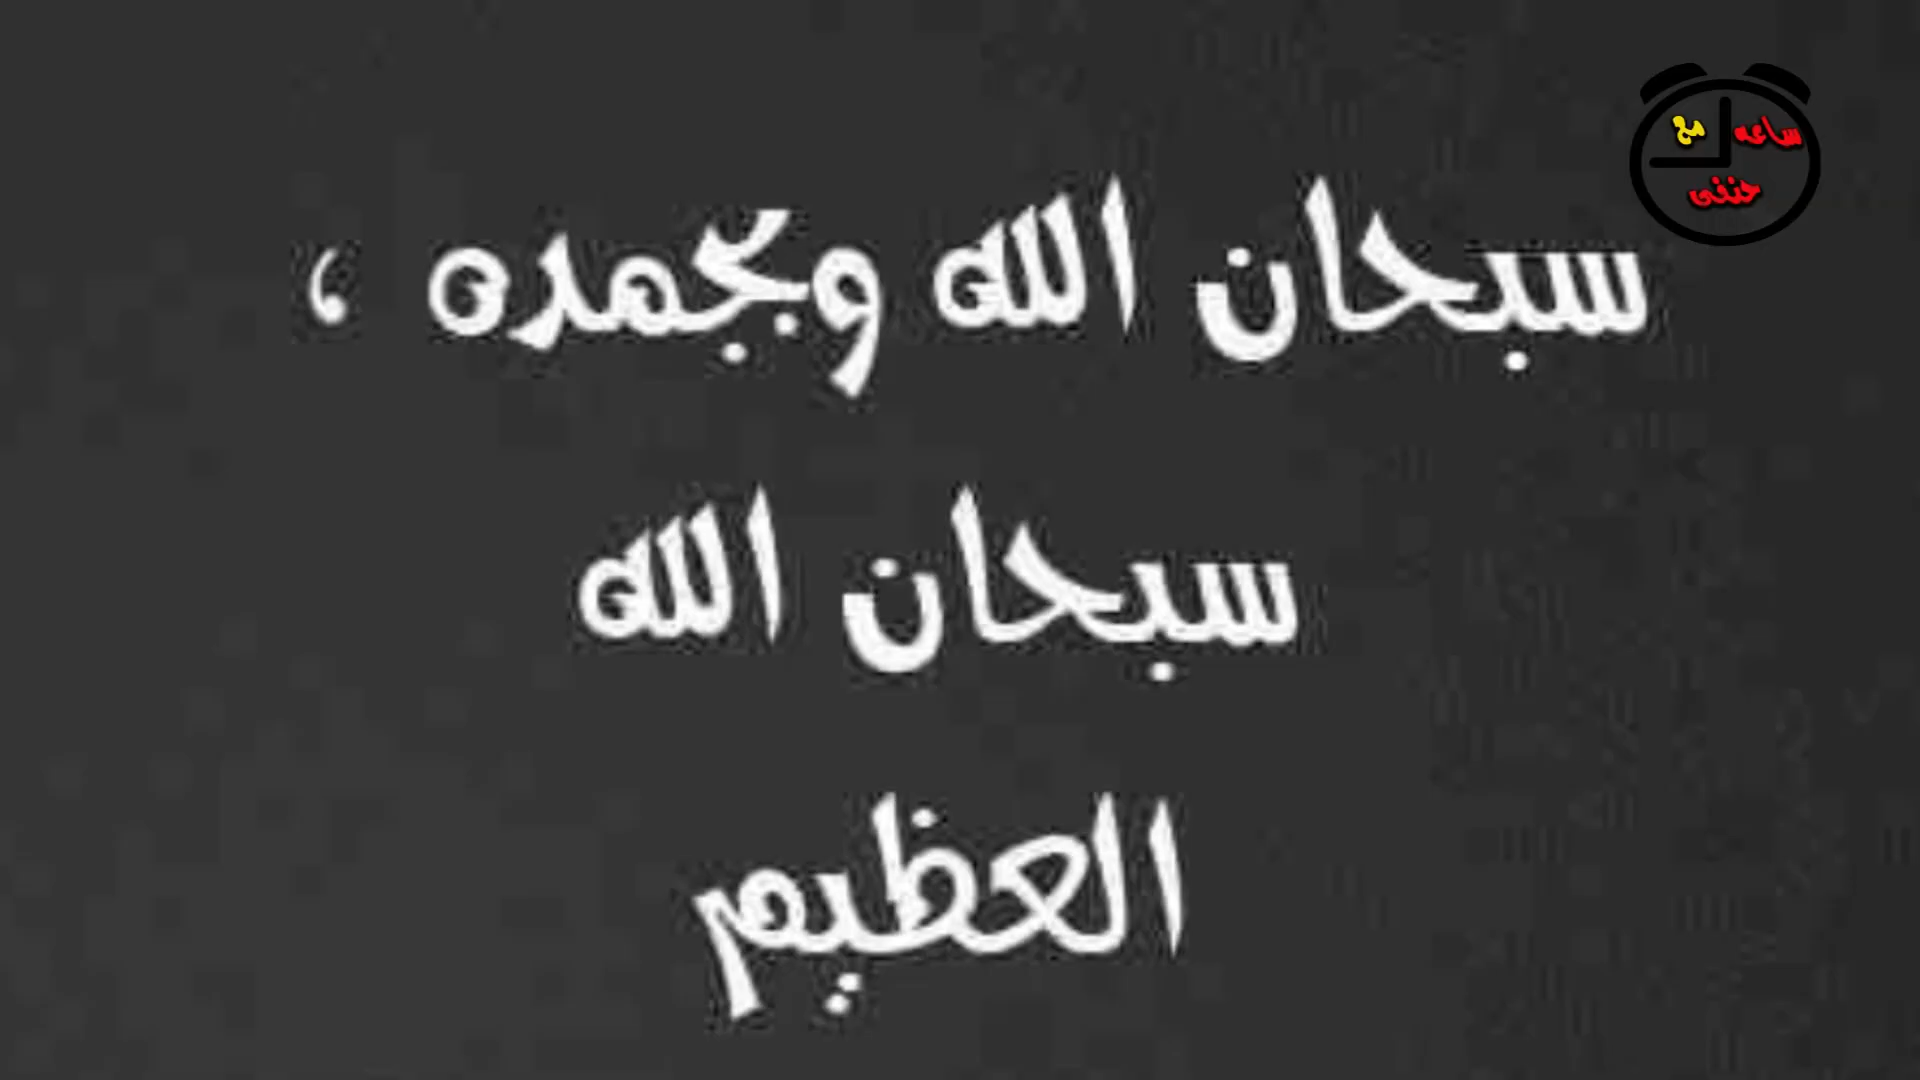 ساعه مع
حنفى
سبحان الله وبحمده ،
سبحان الله
العظيم